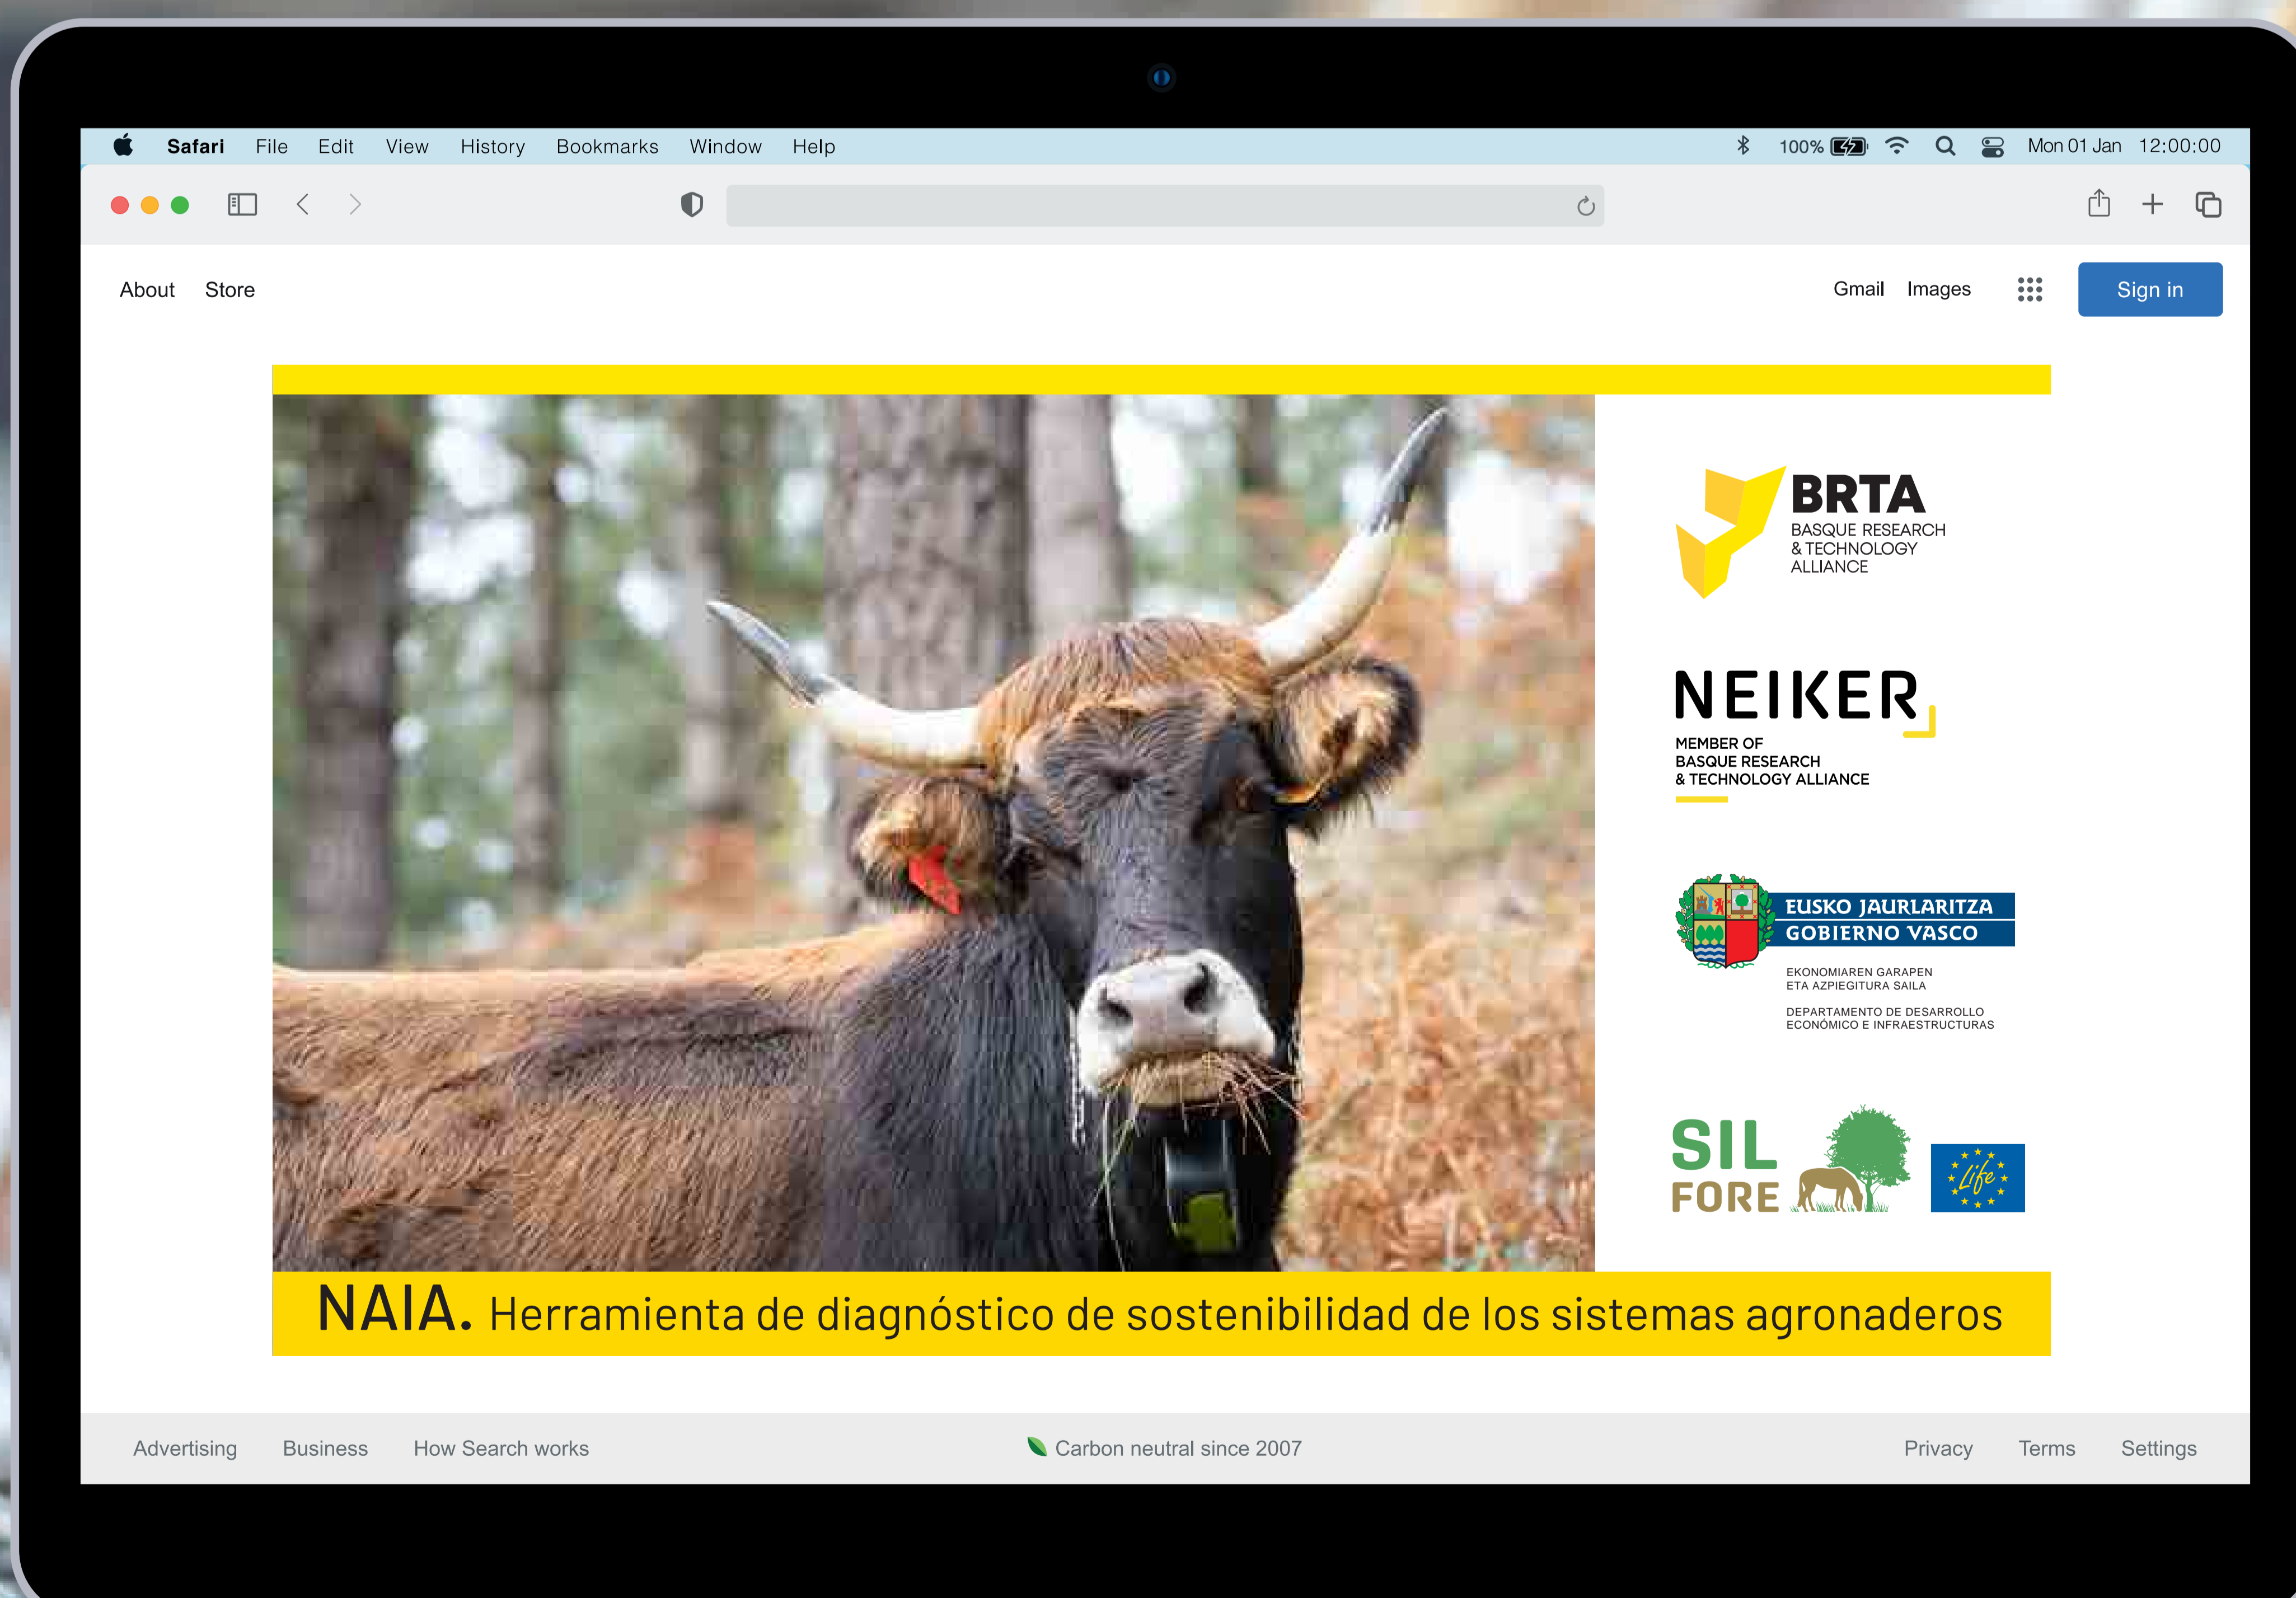 Safari File Edit View History Bookmarks Window Help 100% Mon 01 Jan 12:00:00
About Store Gmail Images Sign in
BRTA
BASQUE RESEARCH
& TECHNOLOGY
ALLIANCE
NEIKER
MEMBER OF
BASQUE RESEARCH
& TECHNOLOGY ALLIANCE
EUSKO JAURLARITZA
GOBIERNO VASCO
EKONOMIAREN GARAPEN
ETA AZPIEGITURA SAILA
DEPARTAMENTO DE DESARROLLO
ECONÓMICO E INFRAESTRUCTURAS
SIL
FORE
Life
NAIA. Herramienta de diagnóstico de sostenibilidad de los sistemas agronaderos
Advertising Business How Search works Carbon neutral since 2007 Privacy Terms Settings